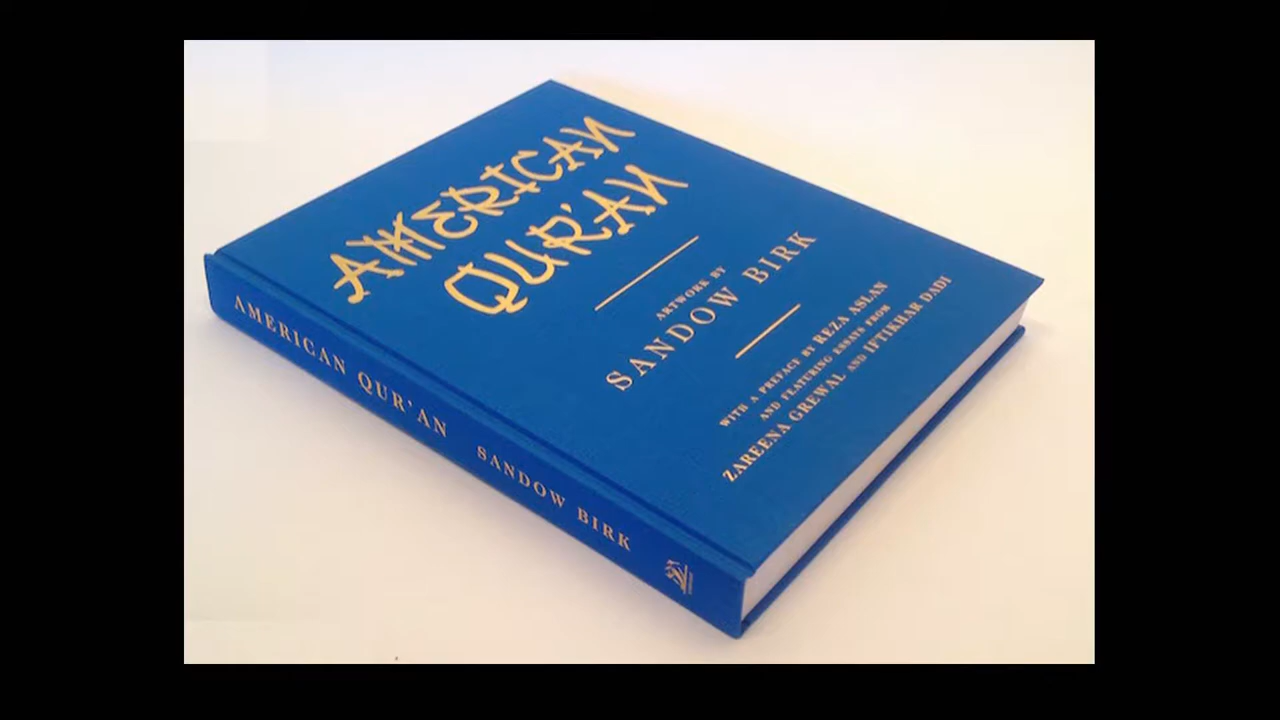 AMERICAN
QUR'AN
ARTWORK BY
SANDOW BIRK
WITH A PREFACE BY REZA ASLAN
AND FEATURING ESSAYS FROM
ZAREENA GREWAL AND IFTIKHAR DADI
AMERICAN QUR'AN SANDOW BIRK